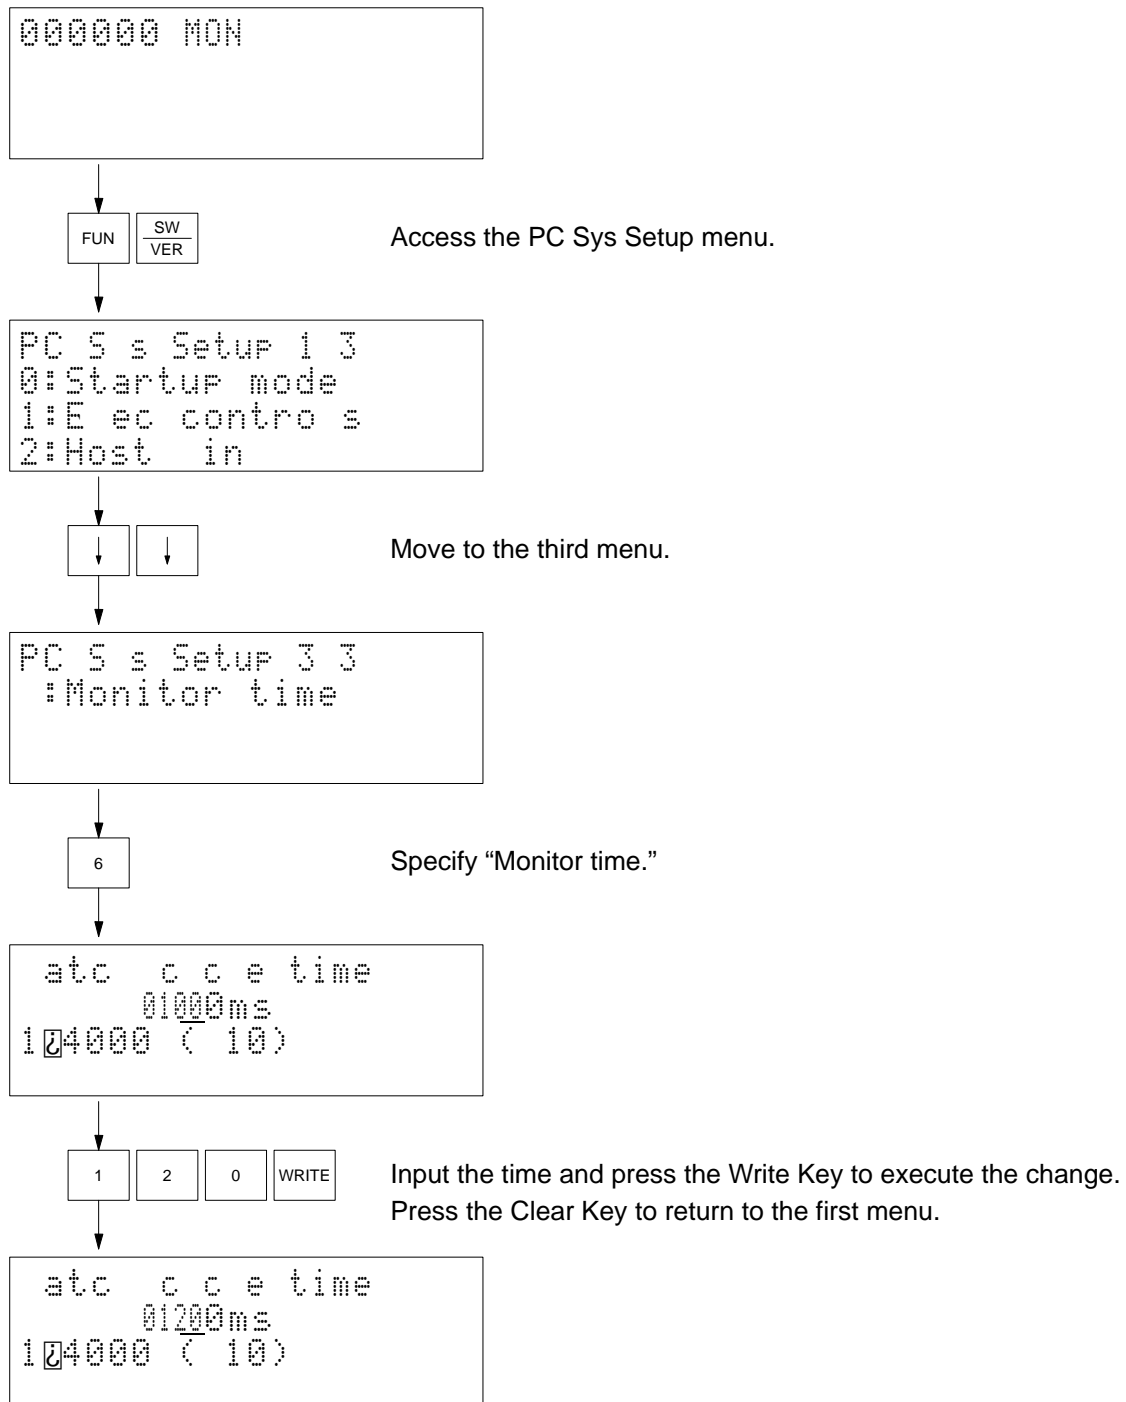 000000 MON
FUN
SW
VER
Access the PC Sys Setup menu.
PC S s Setup 1 3
0:Startup mode
1:E ec contro s
2:Host in
↓ ↓
Move to the third menu.
PC S s Setup 3 3
:Monitor time
6
Specify “Monitor time.”
atc c c e time
01000ms
1¿4000 ( 10)
1 2 0 WRITE
Input the time and press the Write Key to execute the change.
Press the Clear Key to return to the first menu.
atc c c e time
01200ms
1¿4000 ( 10)